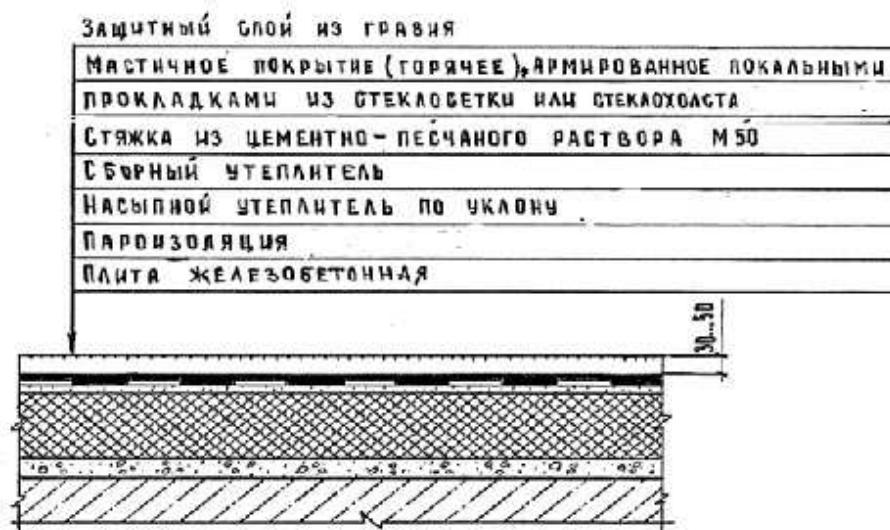 ЗАЩИТНЫЙ СЛОЙ ИЗ ГРАВИЯ
МАСТИЧНОЕ ПОКРЫТИЕ (ГОРЯЧЕЕ), АРМИРОВАННОЕ ЛОКАЛЬНЫМИ
ПРОКЛАДКАМИ ИЗ СТЕКЛОСЕТКИ ИЛИ СТЕКЛОХОЛСТА
СТЯЖКА ИЗ ЦЕМЕНТНО-ПЕСЧАНОГО РАСТВОРА М 50
СБОРНЫЙ УТЕПЛИТЕЛЬ
НАСЫПНОЙ УТЕПЛИТЕЛЬ ПО УКЛОНУ
ПАРОИЗОЛЯЦИЯ
ПЛИТА ЖЕЛЕЗОБЕТОННАЯ
30...50